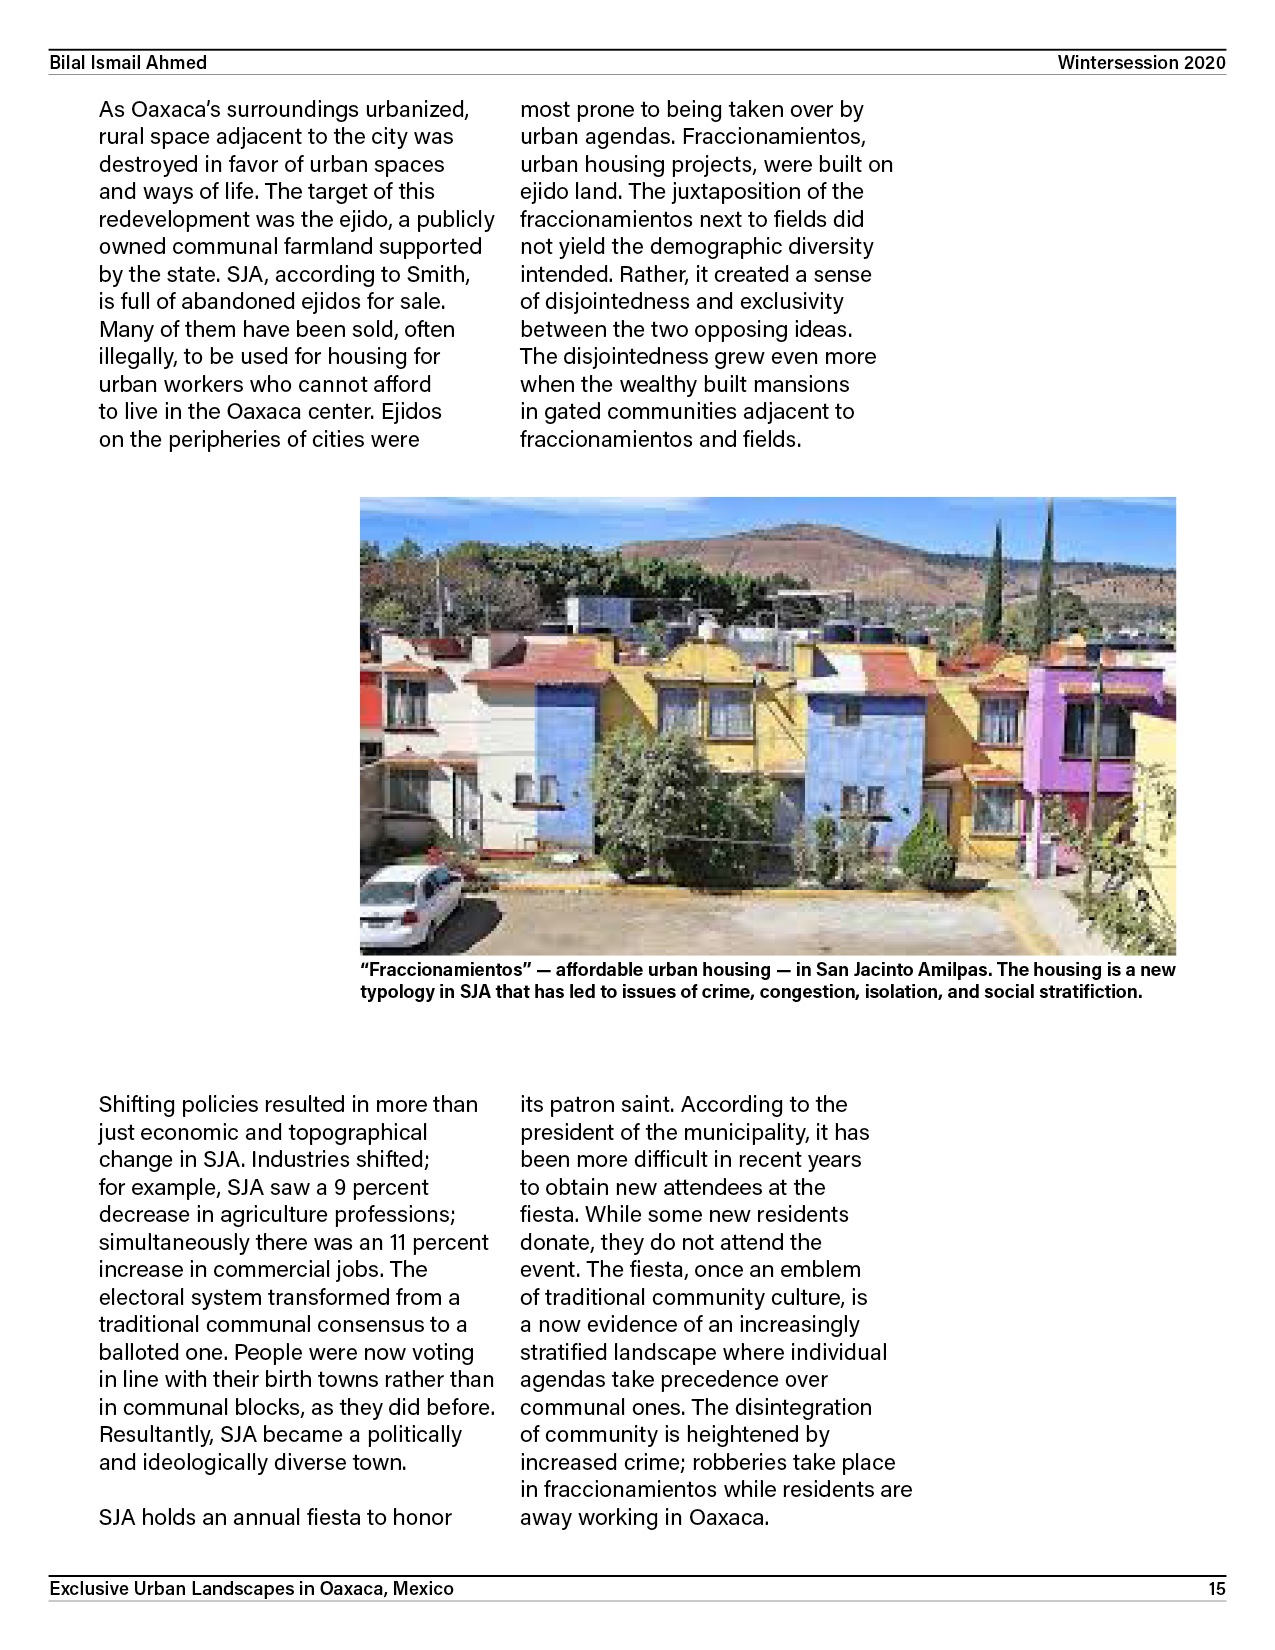 Bilal Ismail Ahmed
Wintersession 2020
As Oaxaca’s surroundings urbanized,
rural space adjacent to the city was
destroyed in favor of urban spaces
and ways of life. The target of this
redevelopment was the ejido, a publicly
owned communal farmland supported
by the state. SJA, according to Smith,
is full of abandoned ejidos for sale.
Many of them have been sold, often
illegally, to be used for housing for
urban workers who cannot afford
to live in the Oaxaca center. Ejidos
on the peripheries of cities were
most prone to being taken over by
urban agendas. Fraccionamientos,
urban housing projects, were built on
ejido land. The juxtaposition of the
fraccionamientos next to fields did
not yield the demographic diversity
intended. Rather, it created a sense
of disjointedness and exclusivity
between the two opposing ideas.
The disjointedness grew even more
when the wealthy built mansions
in gated communities adjacent to
fraccionamientos and fields.
“Fraccionamientos” — affordable urban housing — in San Jacinto Amilpas. The housing is a new
typology in SJA that has led to issues of crime, congestion, isolation, and social stratifiction.
Shifting policies resulted in more than
just economic and topographical
change in SJA. Industries shifted;
for example, SJA saw a 9 percent
decrease in agriculture professions;
simultaneously there was an 11 percent
increase in commercial jobs. The
electoral system transformed from a
traditional communal consensus to a
balloted one. People were now voting
in line with their birth towns rather than
in communal blocks, as they did before.
Resultantly, SJA became a politically
and ideologically diverse town.
SJA holds an annual fiesta to honor
its patron saint. According to the
president of the municipality, it has
been more difficult in recent years
to obtain new attendees at the
fiesta. While some new residents
donate, they do not attend the
event. The fiesta, once an emblem
of traditional community culture, is
a now evidence of an increasingly
stratified landscape where individual
agendas take precedence over
communal ones. The disintegration
of community is heightened by
increased crime; robberies take place
in fraccionamientos while residents are
away working in Oaxaca.
Exclusive Urban Landscapes in Oaxaca, Mexico
15